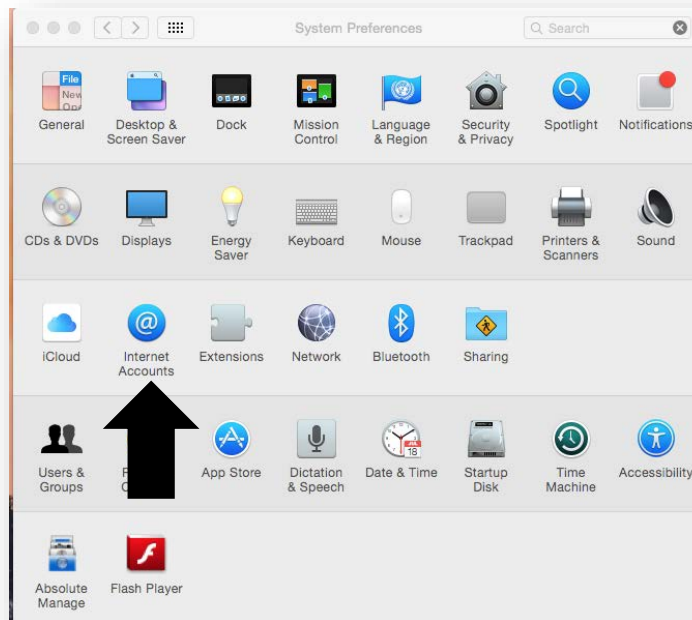 System Preferences
Search
File
New
General
Desktop &
Screen Saver
Dock
Mission
Control
Language
& Region
Security
& Privacy
Spotlight
Notifications
CDs & DVDs
Displays
Energy
Saver
Keyboard
Mouse
Trackpad
Printers &
Scanners
Sound
iCloud
@
Internet
Accounts
Extensions
Network
Bluetooth
Sharing
Users &
Groups
App Store
Dictation
& Speech
JUL
18
Date & Time
Startup
Disk
Time
Machine
Accessibility
Absolute
Manage
Flash Player